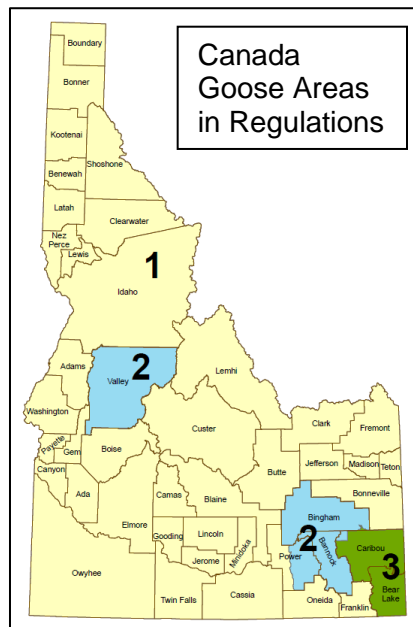 Canada
Goose Areas
in Regulations
Boundary
Bonner
Kootenai
Shoshone
Benewah
Latah
Clearwater
Nez
Perce
Lewis
1
Idaho
Adams
Valley
2
Lemhi
Washington
Custer
Clark
Fremont
Payette
Gem
Boise
Butte
Jefferson
Madison
Teton
Canyon
Ada
Camas
Blaine
Bonneville
Elmore
Bingham
Gooding
Lincoln
Minidoka
Power
2
Bannock
Caribou
3
Jerome
Owyhee
Bear
Lake
Twin Falls
Cassia
Oneida
Franklin